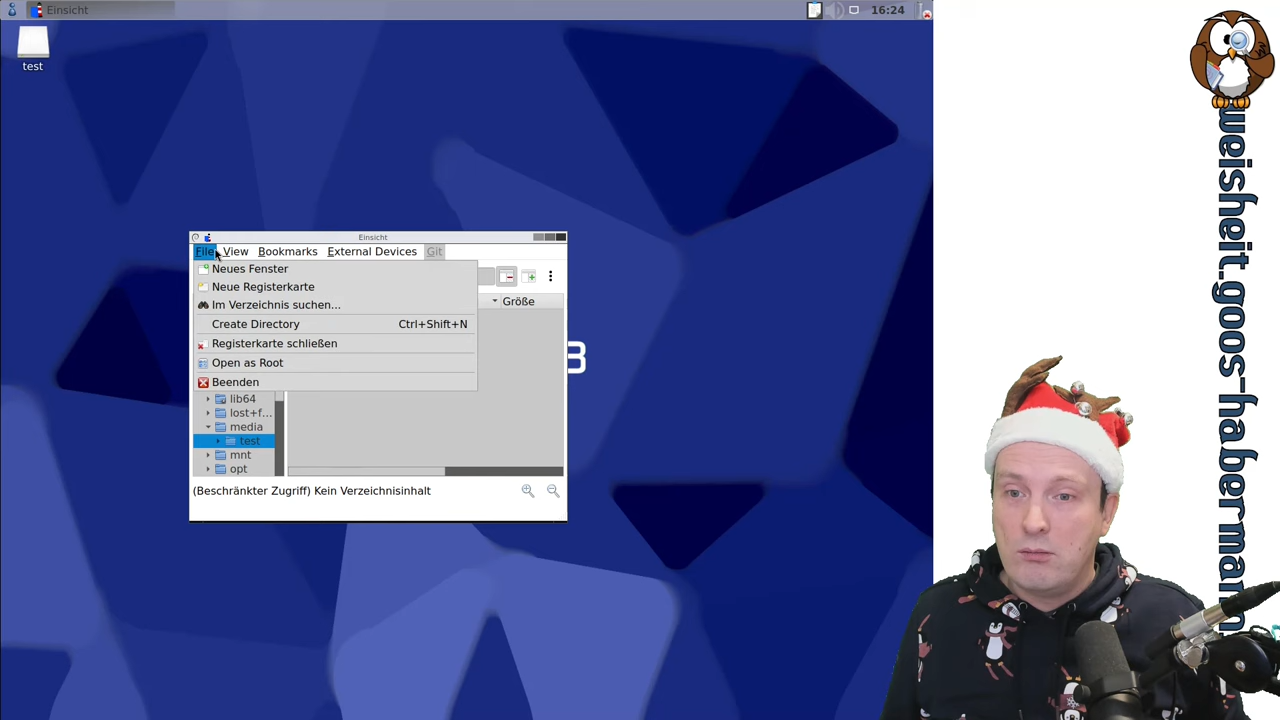 Einsicht
16:24
test
Einsicht
File View Bookmarks External Devices Git
Neues Fenster
Neue Registerkarte
Im Verzeichnis suchen...
Create Directory Ctrl+Shift+N
Registerkarte schließen
Open as Root
Beenden
Größe
lib64
lost+f...
media
test
mnt
opt
(Beschränkter Zugriff) Kein Verzeichnisinhalt
3
weisheit.goos-habermann